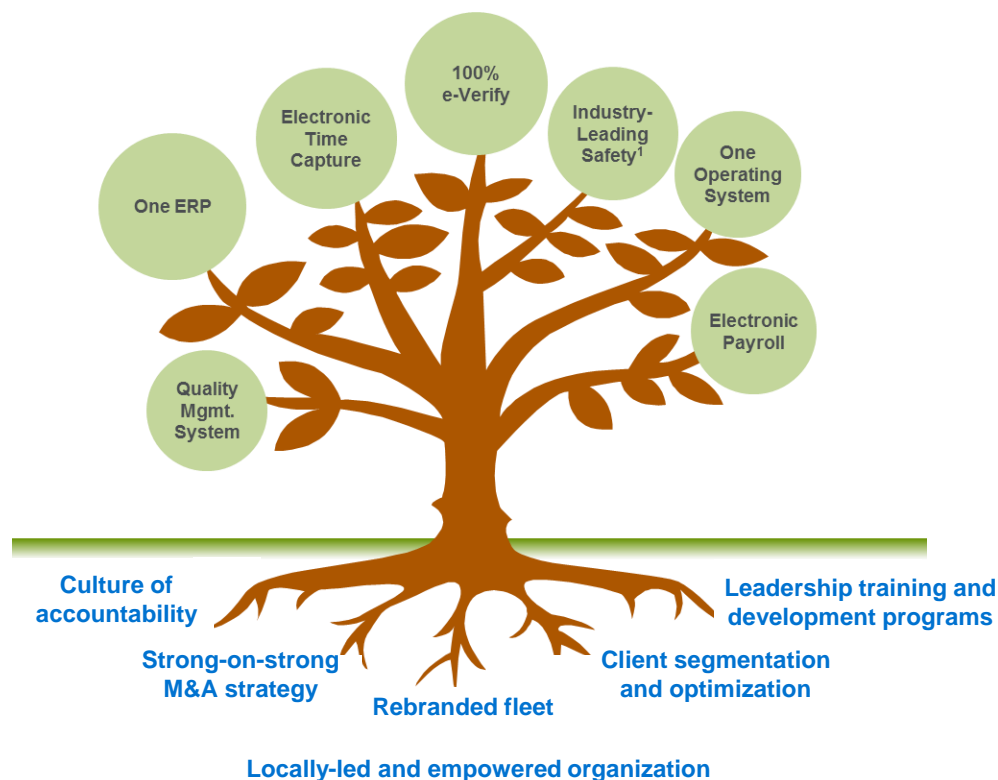 100%
e-Verify
Electronic
Time
Capture
Industry-
Leading
Safety1
One
Operating
System
One ERP
Electronic
Payroll
Quality
Mgmt.
System
Culture of
accountability
Leadership training and
development programs
Strong-on-strong
M&A strategy
Client segmentation
and optimization
Rebranded fleet
Locally-led and empowered organization